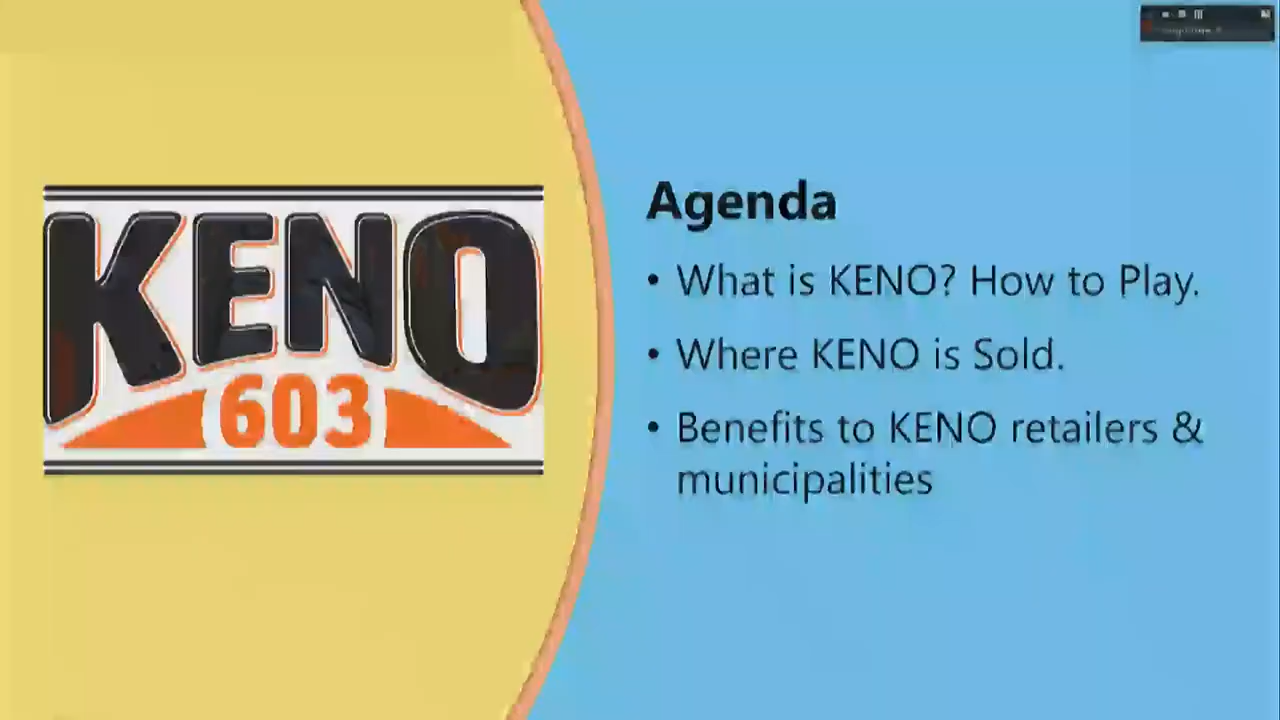 KENO
603
Agenda
• What is KENO? How to Play.
• Where KENO is Sold.
• Benefits to KENO retailers &
municipalities